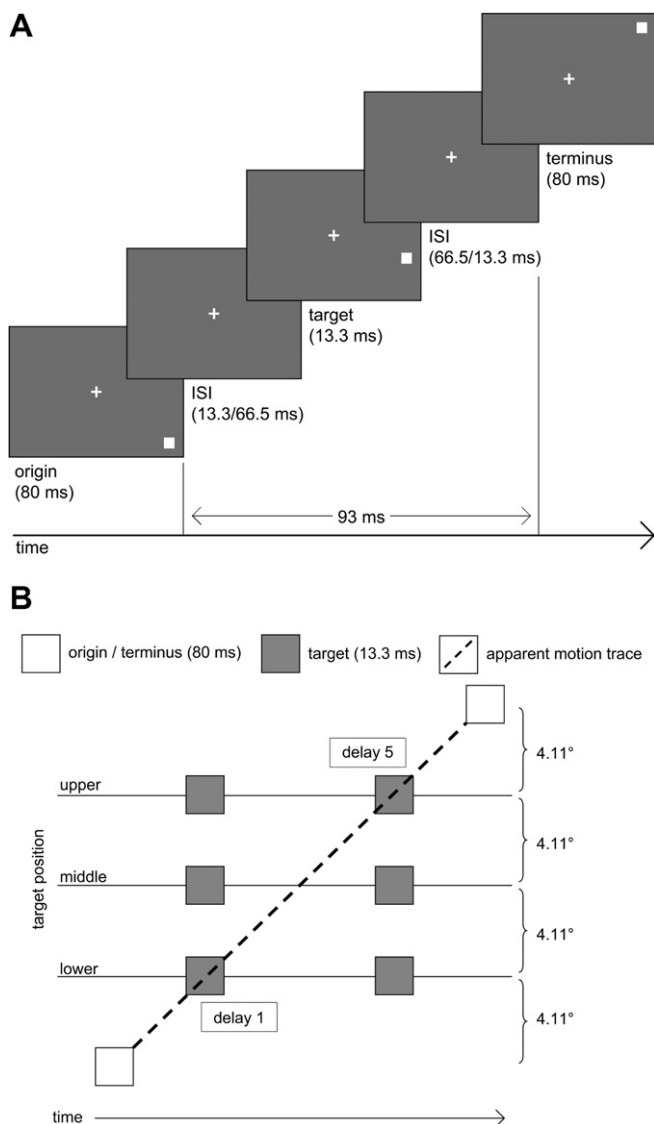 A
terminus
(80 ms)
ISI
(66.5/13.3 ms)
target
(13.3 ms)
ISI
(13.3/66.5 ms)
origin
(80 ms)
93 ms
time
B
origin / terminus (80 ms)
target (13.3 ms)
apparent motion trace
4.11°
delay 5
upper
4.11°
target position
middle
4.11°
lower
delay 1
4.11°
time